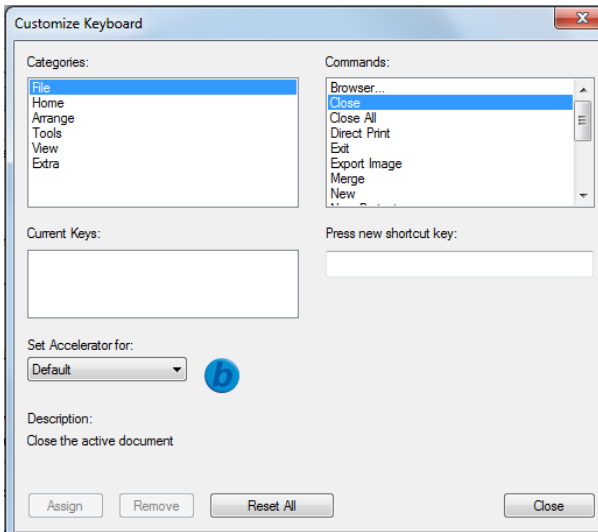 Customize Keyboard
Categories:
File
Home
Arrange
Tools
View
Extra
Commands:
Browser...
Close
Close All
Direct Print
Exit
Export Image
Merge
New
Current Keys:
Press new shortcut key:
Set Accelerator for:
Default
b
Description:
Close the active document
Assign
Remove
Reset All
Close